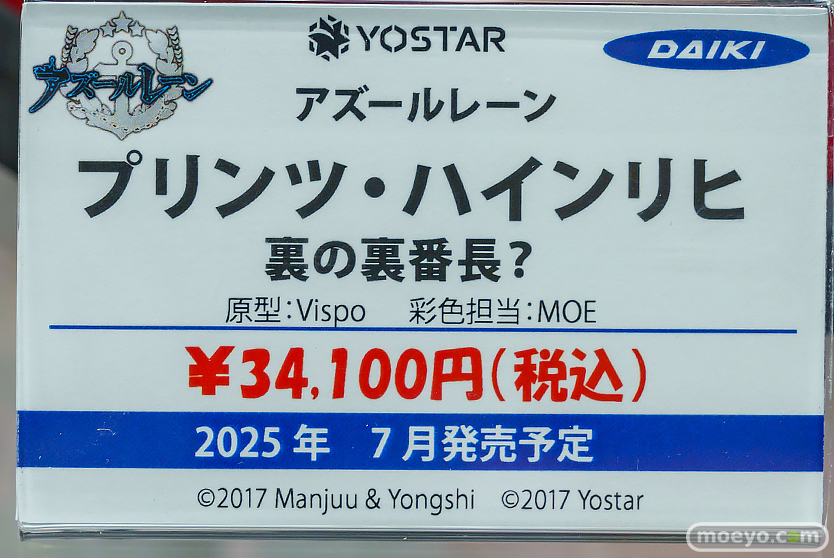 アズールレーン
YOSTAR
DAIKI
アズールレーン
プリンツ・ハインリヒ
裏の裏番長?
原型:Vispo 彩色担当:MOE
¥34,100円(税込)
2025年 7月発売予定
©2017 Manjuu & Yongshi ©2017 Yostar
moeyo.com